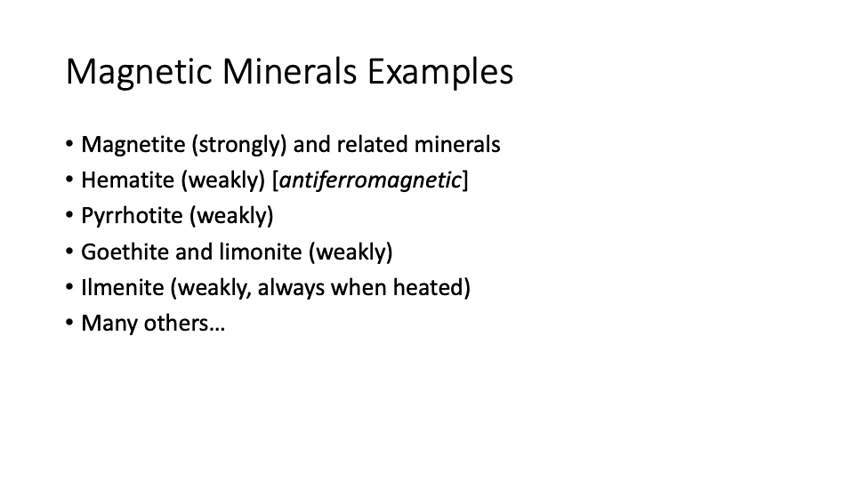 Magnetic Minerals Examples
• Magnetite (strongly) and related minerals
• Hematite (weakly) [antiferromagnetic]
• Pyrrhotite (weakly)
• Goethite and limonite (weakly)
• Ilmenite (weakly, always when heated)
• Many others…